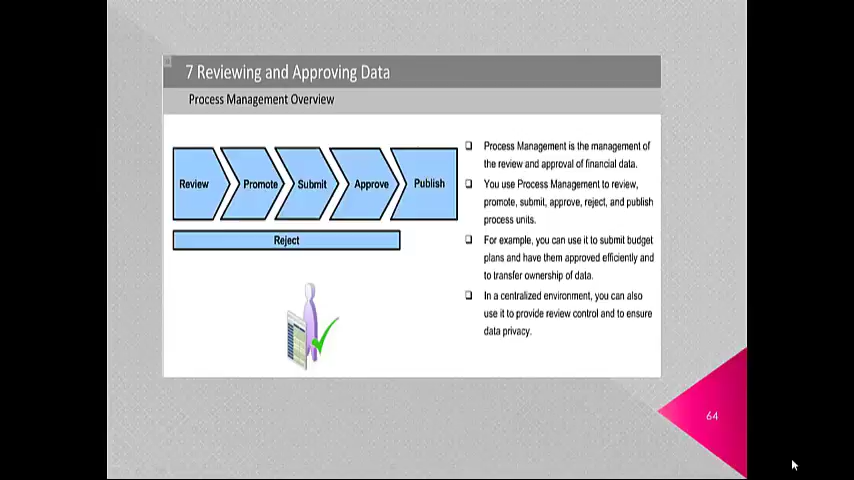 7 Reviewing and Approving Data
Process Management Overview
Review
Promote
Submit
Approve
Publish
Reject
Process Management is the management of
the review and approval of financial data.
You use Process Management to review,
promote, submit, approve, reject, and publish
process units.
For example, you can use it to submit budget
plans and have them approved efficiently and
to transfer ownership of data.
In a centralized environment, you can also
use it to provide review control and to ensure
data privacy.
64